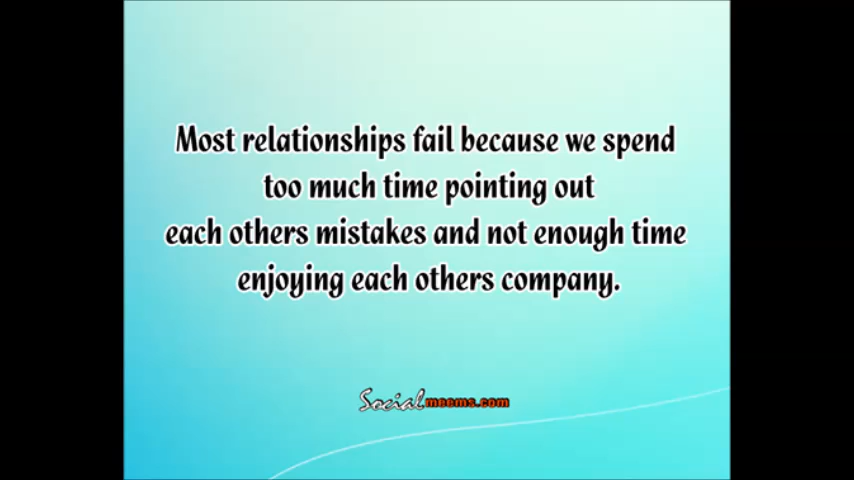 Most relationships fail because we spend
too much time pointing out
each others mistakes and not enough time
enjoying each others company.
Socialmeems.com